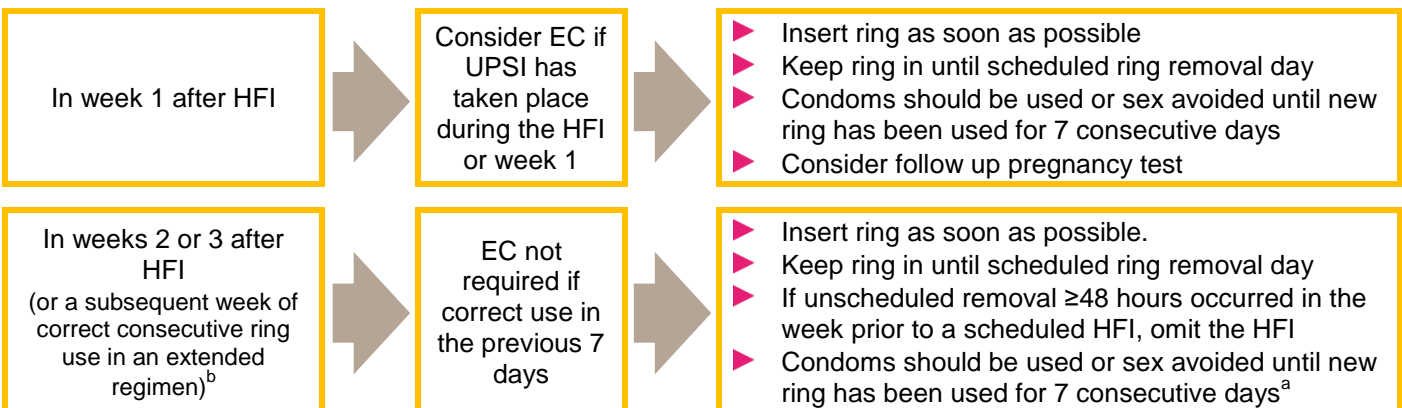 In week 1 after HFI
Consider EC if
UPSI has
taken place
during the HFI
or week 1
► Insert ring as soon as possible
► Keep ring in until scheduled ring removal day
► Condoms should be used or sex avoided until new
ring has been used for 7 consecutive days
► Consider follow up pregnancy test
In weeks 2 or 3 after
HFI
(or a subsequent week of
correct consecutive ring
use in an extended
regimen)ᵇ
EC not
required if
correct use in
the previous 7
days
► Insert ring as soon as possible.
► Keep ring in until scheduled ring removal day
► If unscheduled removal ≥48 hours occurred in the
week prior to a scheduled HFI, omit the HFI
► Condoms should be used or sex avoided until new
ring has been used for 7 consecutive daysᵃ